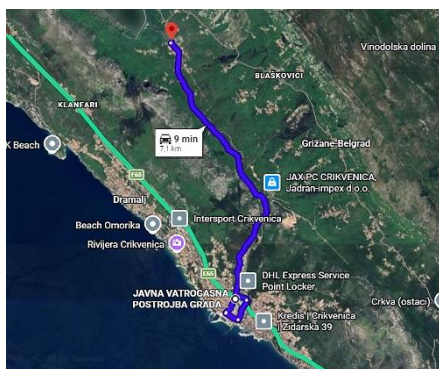 Vinodolska dolina
BLASKOVIĆI
KLANFARI
9 min
7,1 km
Grižane-Belgrad
K Beach
E65
JAX PC CRIKVENICA,
Jadran-impex d.o.o.
Dramalj
Intersport Crikvenica
Beach Omorika
Rivijera Crikvenica
E65
DHL Express Service
Point Locker
JAVNA VATROGASNA
POSTROJBA GRADA
Crkva (ostaci)
Kredis | Crikvenica
| Zidarska 39